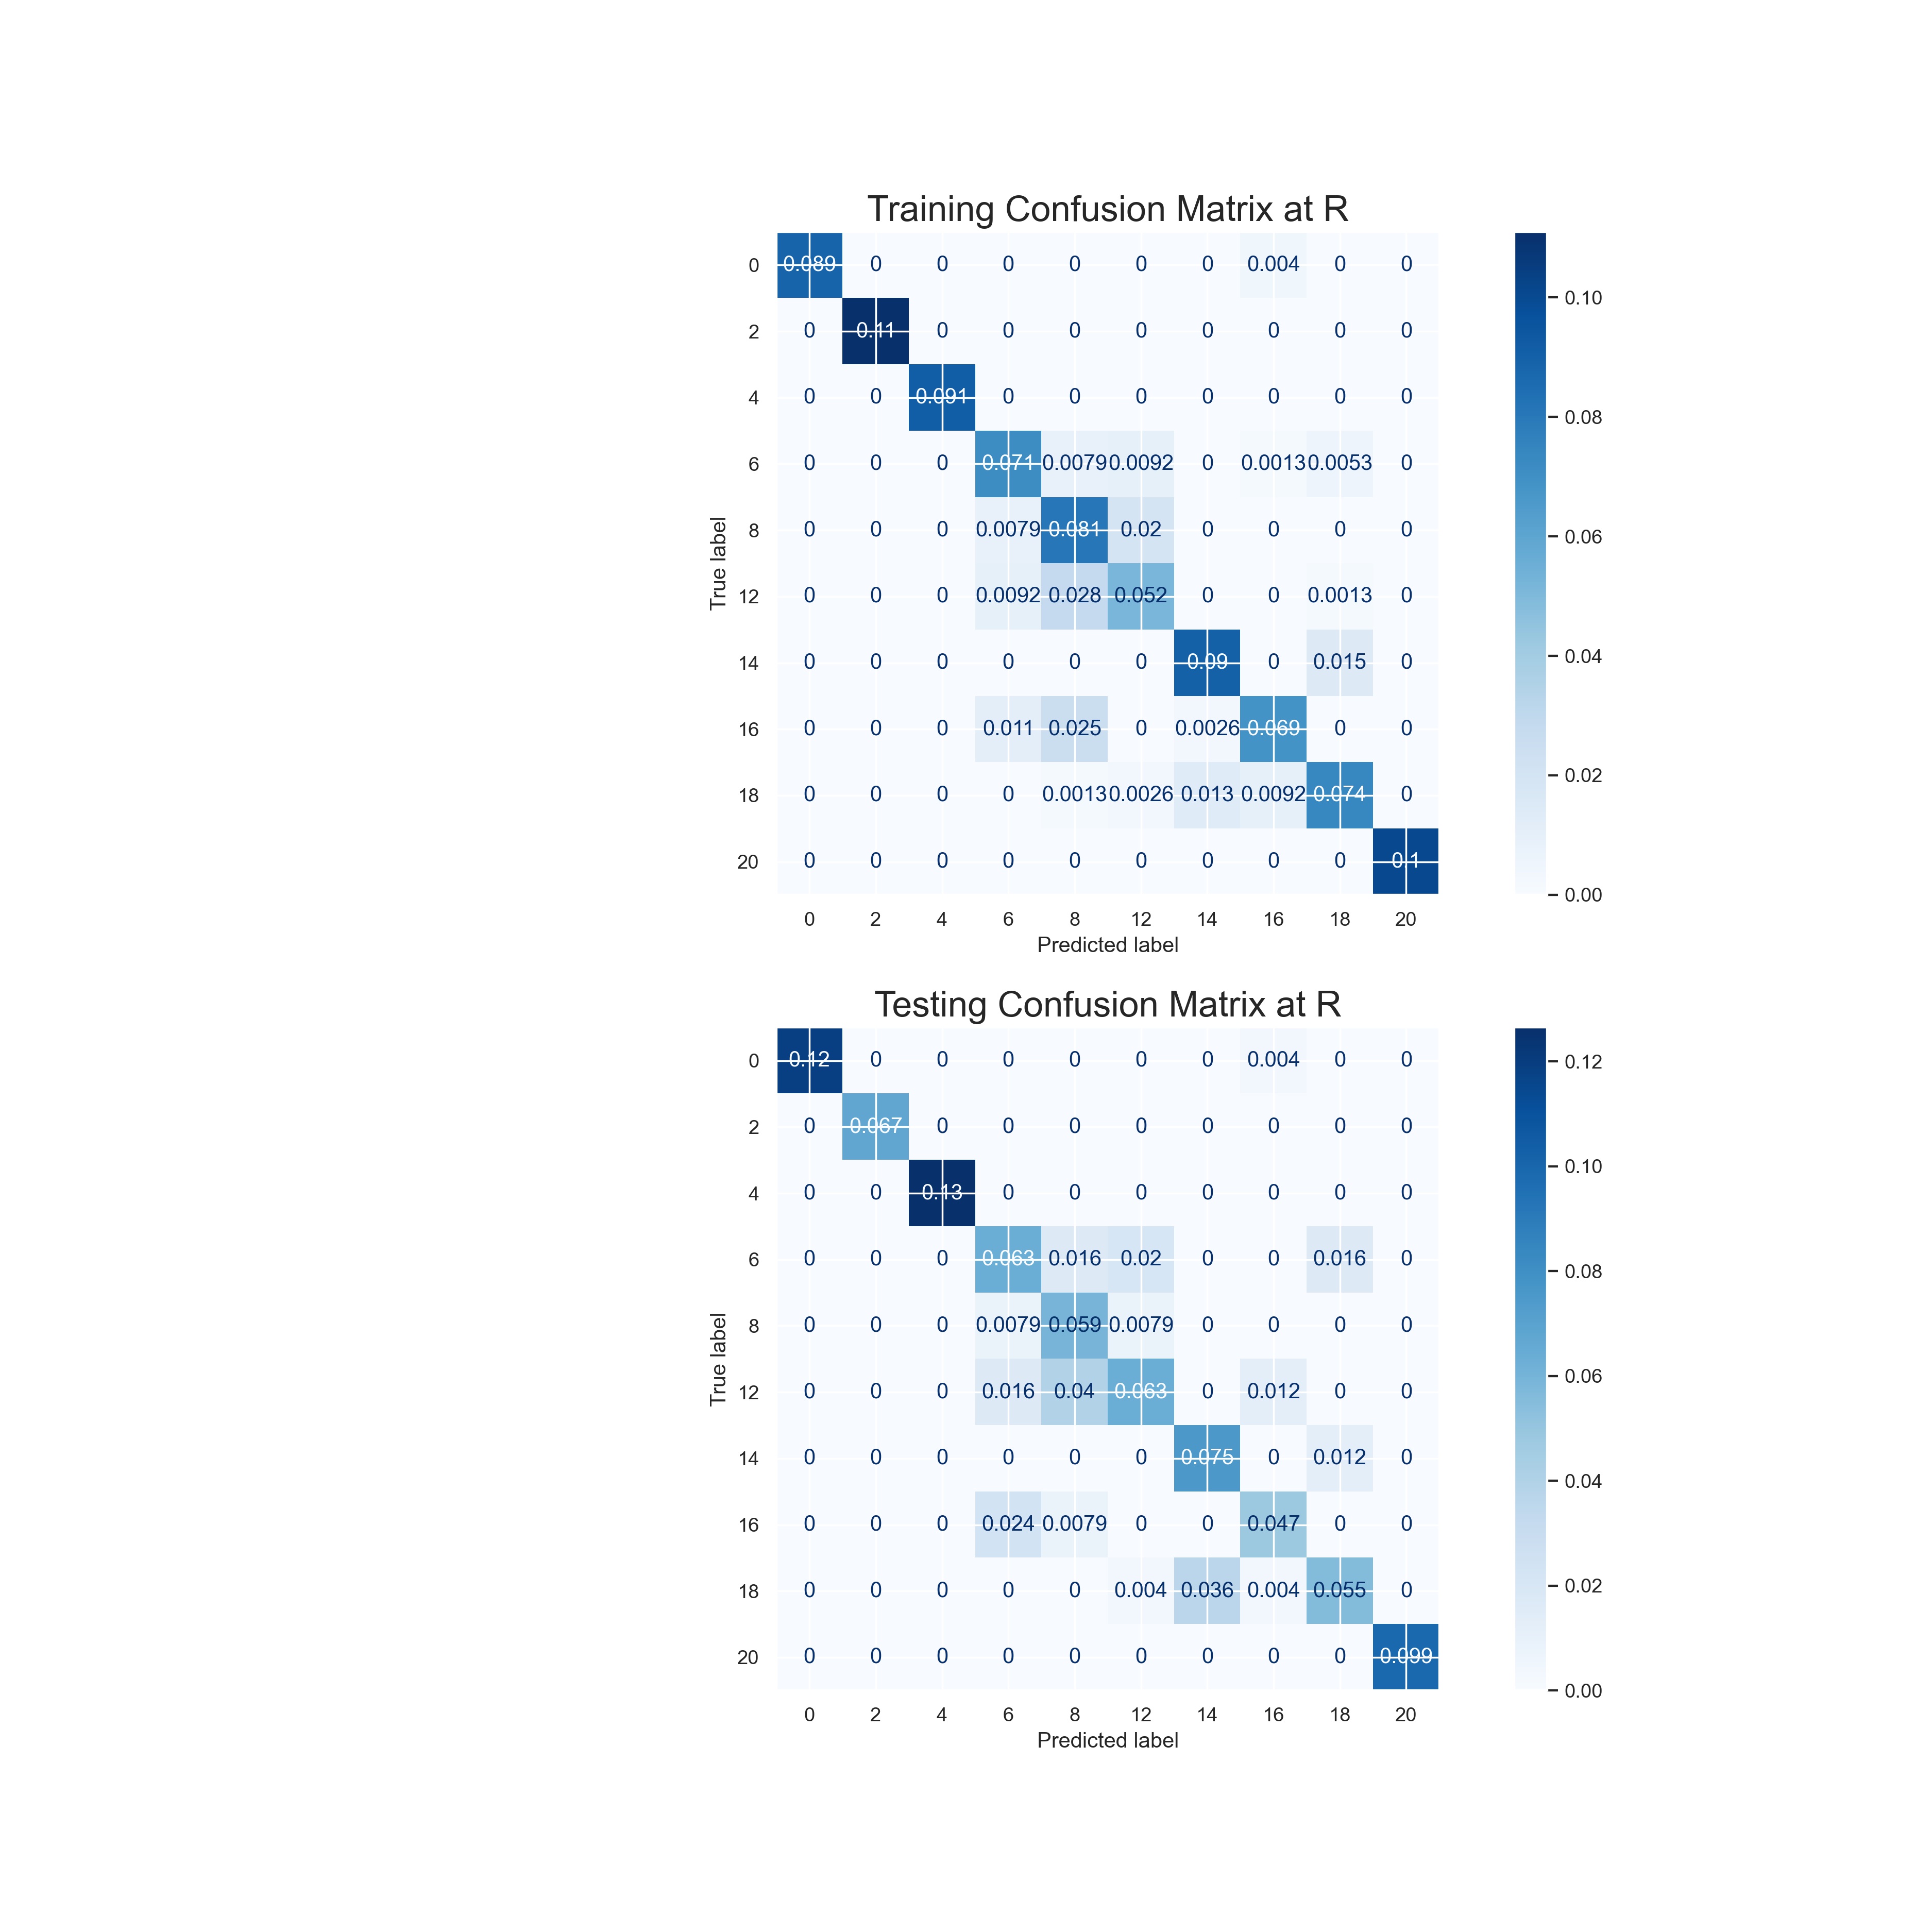 Training Confusion Matrix at R
0 0.089 0 0 0 0 0 0 0.004 0 0
2 0 0.11 0 0 0 0 0 0 0 0
4 0 0 0.091 0 0 0 0 0 0 0
6 0 0 0 0.071 0.0079 0.0092 0 0.0013 0.0053 0
8 0 0 0 0.0079 0.081 0.02 0 0 0 0
12 0 0 0 0.0092 0.028 0.052 0 0 0.0013 0
14 0 0 0 0 0 0 0.09 0 0.015 0
16 0 0 0 0.011 0.025 0 0.0026 0.069 0 0
18 0 0 0 0 0.0013 0.0026 0.013 0.0092 0.074 0
20 0 0 0 0 0 0 0 0 0 0.1
True label
0 2 4 6 8 12 14 16 18 20
Predicted label
0.10
0.08
0.06
0.04
0.02
0.00
Testing Confusion Matrix at R
0 0.12 0 0 0 0 0 0 0.004 0 0
2 0 0.067 0 0 0 0 0 0 0 0
4 0 0 0.13 0 0 0 0 0 0 0
6 0 0 0 0.063 0.016 0.02 0 0 0.016 0
8 0 0 0 0.0079 0.059 0.0079 0 0 0 0
12 0 0 0 0.016 0.04 0.063 0 0.012 0 0
14 0 0 0 0 0 0 0.075 0 0.012 0
16 0 0 0 0.024 0.0079 0 0 0.047 0 0
18 0 0 0 0 0 0.004 0.036 0.004 0.055 0
20 0 0 0 0 0 0 0 0 0 0.099
True label
0 2 4 6 8 12 14 16 18 20
Predicted label
0.12
0.10
0.08
0.06
0.04
0.02
0.00